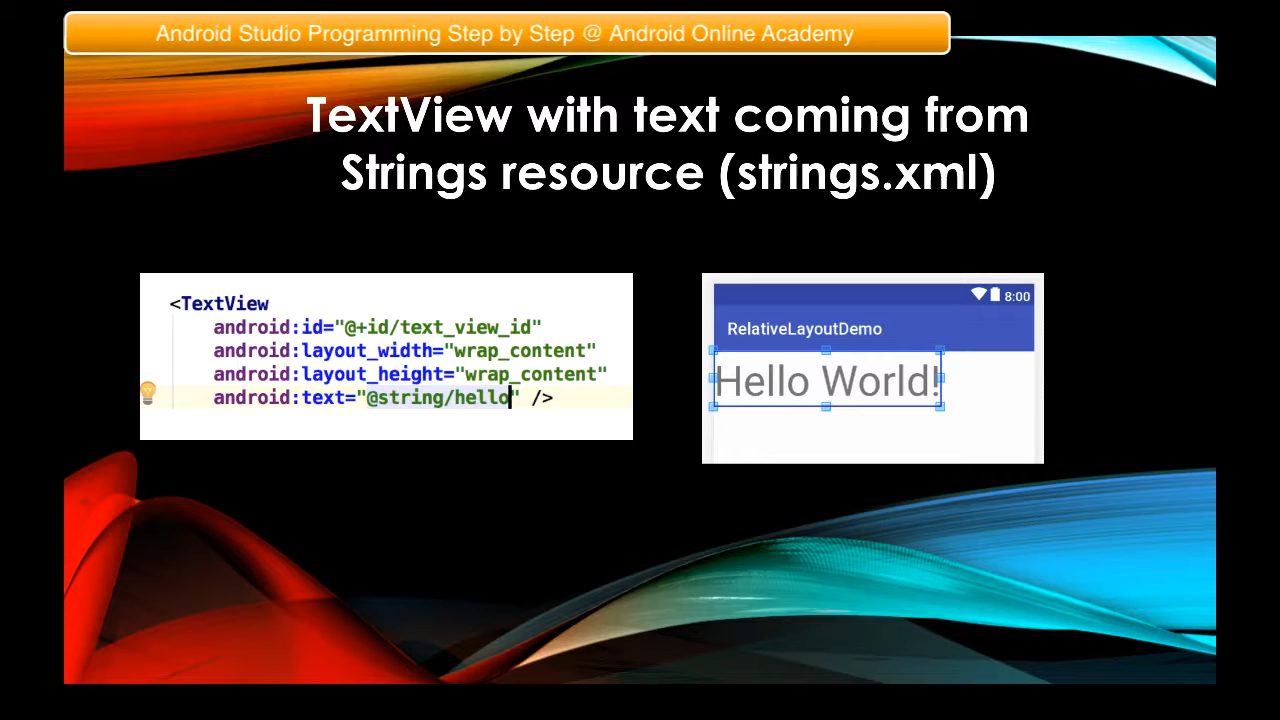 Android Studio Programming Step by Step @ Android Online Academy
TextView with text coming from
Strings resource (strings.xml)
<TextView
android:id="@+id/text_view_id"
android:layout_width="wrap_content"
android:layout_height="wrap_content"
android:text="@string/hello" />
8:00
RelativeLayoutDemo
Hello World!